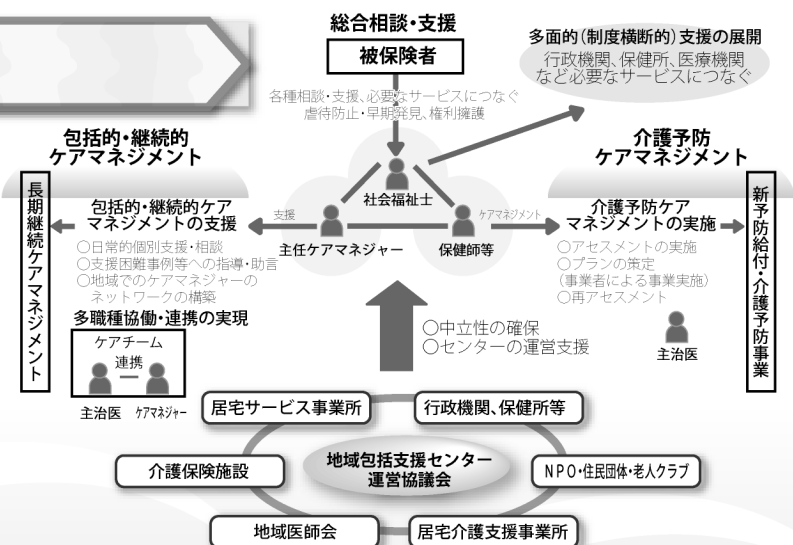 総合相談・支援
被保険者
各種相談・支援、必要なサービスにつなぐ
虐待防止・早期発見、権利擁護
多面的(制度横断的)支援の展開
行政機関、保健所、医療機関
など必要なサービスにつなぐ
包括的・継続的
ケアマネジメント
介護予防
ケアマネジメント
長期継続ケアマネジメント
包括的・継続的ケア
マネジメントの支援
○日常的個別支援・相談
○支援困難事例等への指導・助言
○地域でのケアマネジャーの
ネットワークの構築
多職種協働・連携の実現
ケアチーム
連携
主治医 ケアマネジャー
支援
社会福祉士
主任ケアマネジャー
保健師等
ケアマネジメント
介護予防ケア
マネジメントの実施
○アセスメントの実施
○プランの策定
(事業者による事業実施)
○再アセスメント
主治医
新予防給付・介護予防事業
○中立性の確保
○センターの運営支援
居宅サービス事業所
行政機関、保健所等
介護保険施設
地域包括支援センター
運営協議会
NPO・住民団体・老人クラブ
地域医師会
居宅介護支援事業所